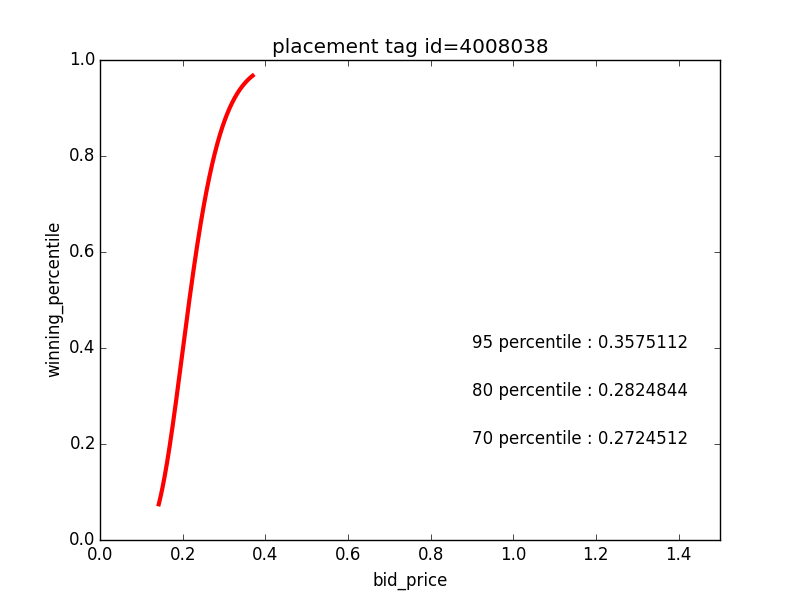 placement tag id=4008038
1.0
0.8
0.6
0.4
0.2
0.0
winning_percentile
95 percentile : 0.3575112
80 percentile : 0.2824844
70 percentile : 0.2724512
0.0 0.2 0.4 0.6 0.8 1.0 1.2 1.4
bid_price